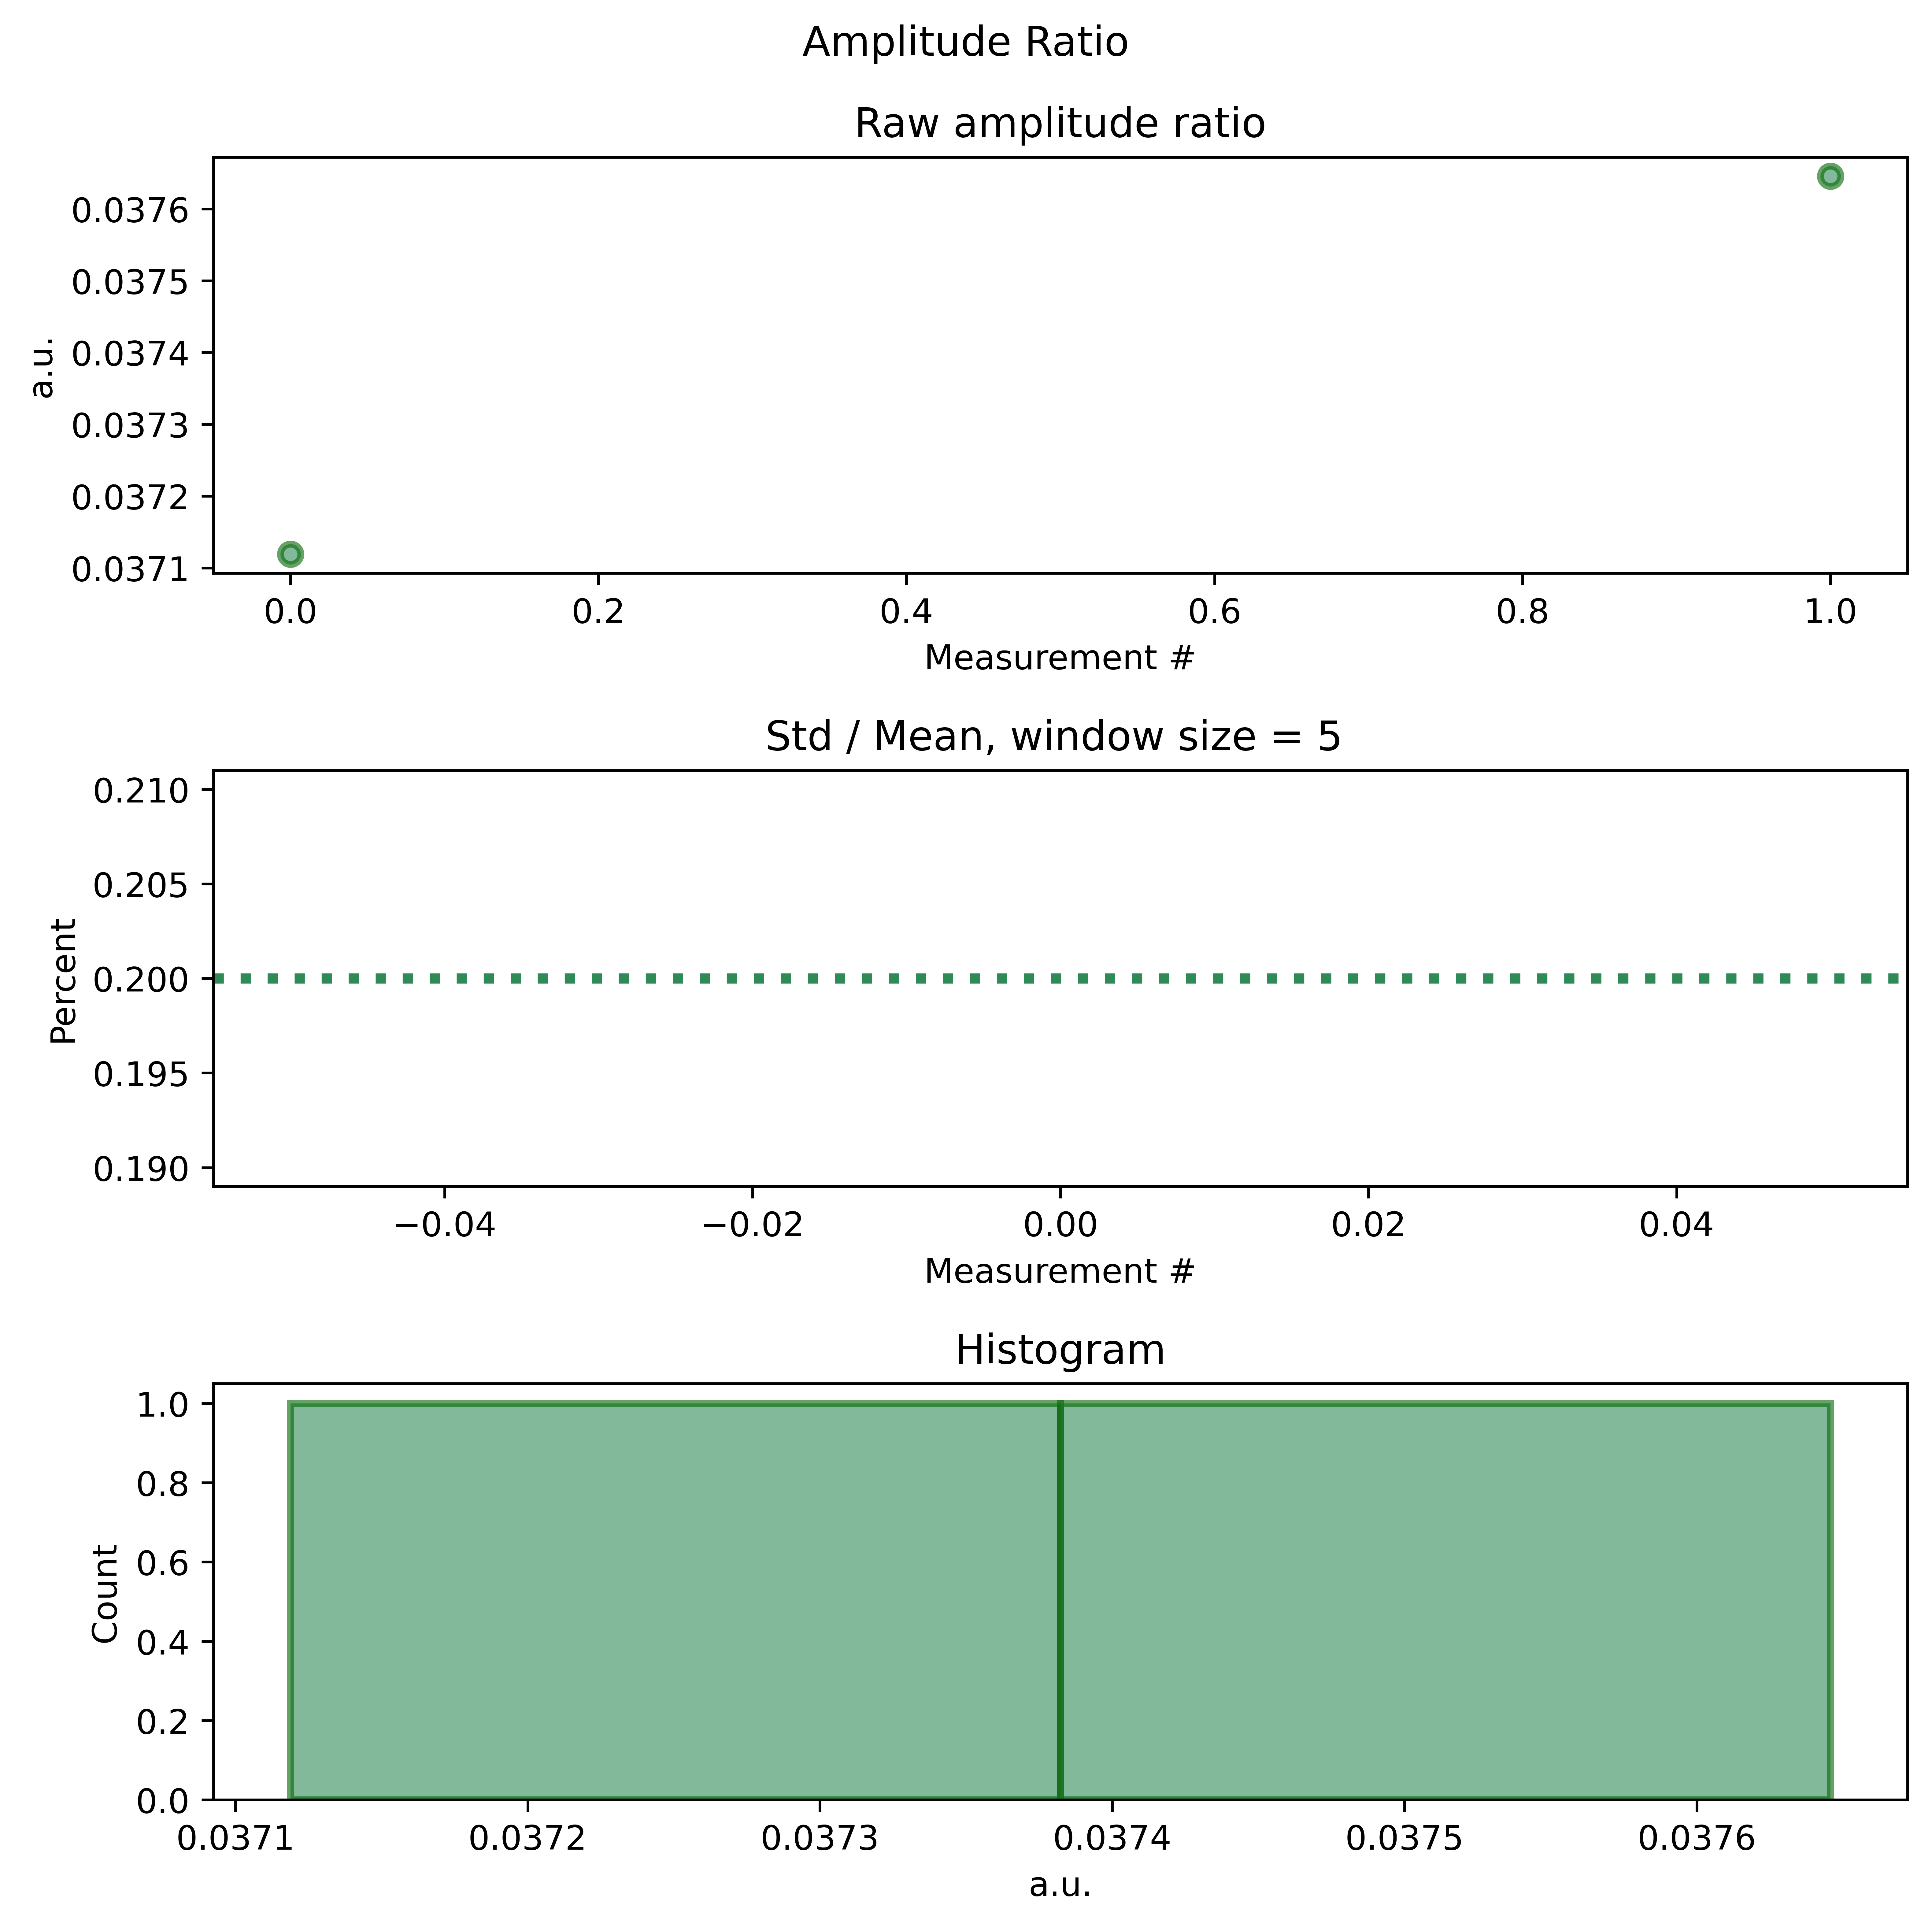 Amplitude Ratio
Raw amplitude ratio
0.0376
0.0375
0.0374
0.0373
0.0372
0.0371
a.u.
0.0 0.2 0.4 0.6 0.8 1.0
Measurement #
Std / Mean, window size = 5
0.210
0.205
0.200
0.195
0.190
Percent
−0.04 −0.02 0.00 0.02 0.04
Measurement #
Histogram
1.0
0.8
0.6
0.4
0.2
0.0
Count
0.0371 0.0372 0.0373 0.0374 0.0375 0.0376
a.u.